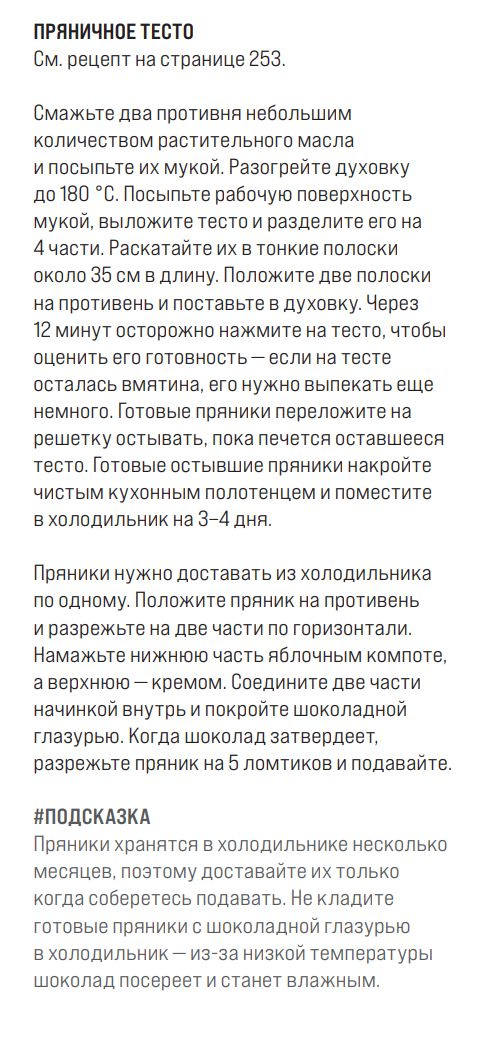 ПРЯНИЧНОЕ ТЕСТО
См. рецепт на странице 253.
Смажьте два противня небольшим
количеством растительного масла
и посыпьте их мукой. Разогрейте духовку
до 180 °С. Посыпьте рабочую поверхность
мукой, выложите тесто и разделите его на
4 части. Раскатайте их в тонкие полоски
около 35 см в длину. Положите две полоски
на противень и поставьте в духовку. Через
12 минут осторожно нажмите на тесто, чтобы
оценить его готовность — если на тесте
осталась вмятина, его нужно выпекать еще
немного. Готовые пряники переложите на
решетку остывать, пока печется оставшееся
тесто. Готовые остывшие пряники накройте
чистым кухонным полотенцем и поместите
в холодильник на 3–4 дня.
Пряники нужно доставать из холодильника
по одному. Положите пряник на противень
и разрежьте на две части по горизонтали.
Намажьте нижнюю часть яблочным компоте,
а верхнюю — кремом. Соедините две части
начинкой внутрь и покройте шоколадной
глазурью. Когда шоколад затвердеет,
разрежьте пряник на 5 ломтиков и подавайте.
#ПОДСКАЗКА
Пряники хранятся в холодильнике несколько
месяцев, поэтому доставайте их только
когда соберетесь подавать. Не кладите
готовые пряники с шоколадной глазурью
в холодильник — из-за низкой температуры
шоколад посереет и станет влажным.